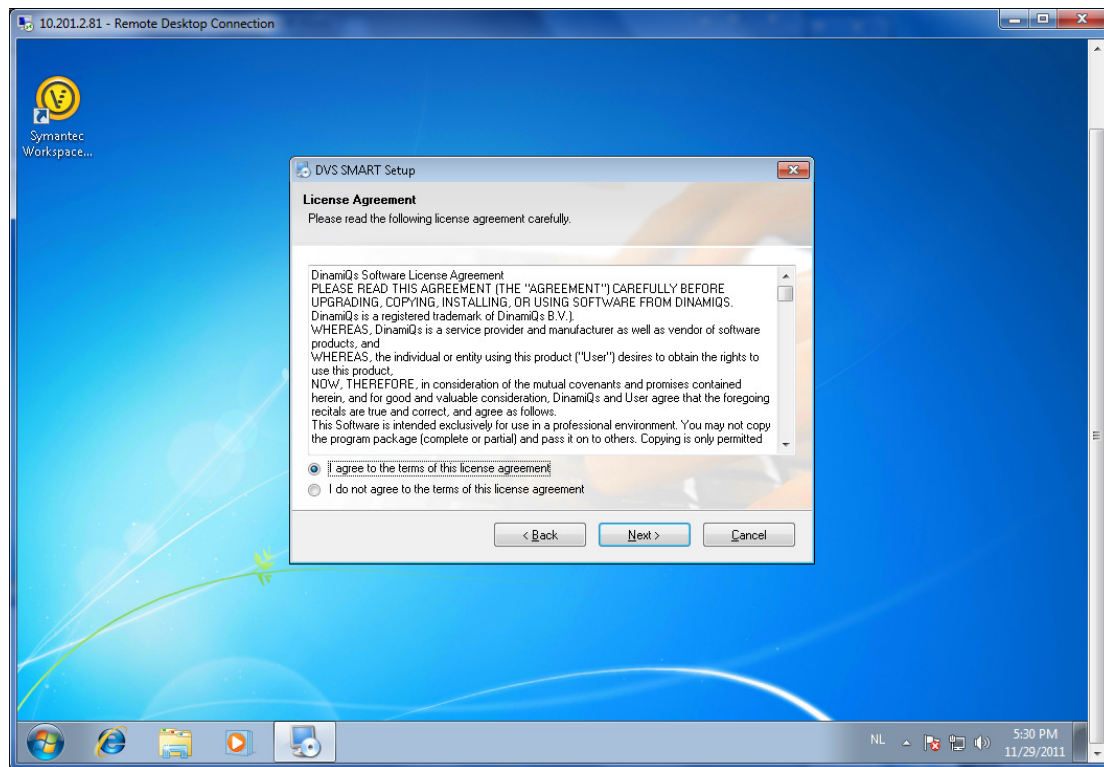 10.201.2.81 - Remote Desktop Connection
Symantec
Workspace...
DVS SMART Setup
License Agreement
Please read the following license agreement carefully.
DinamiQs Software License Agreement
PLEASE READ THIS AGREEMENT (THE "AGREEMENT") CAREFULLY BEFORE
UPGRADING, COPYING, INSTALLING, OR USING SOFTWARE FROM DINAMIQS.
DinamiQs is a registered trademark of DinamiQs B.V.).
WHEREAS, DinamiQs is a service provider and manufacturer as well as vendor of software
products, and
WHEREAS, the individual or entity using this product ("User") desires to obtain the rights to
use this product,
NOW, THEREFORE, in consideration of the mutual covenants and promises contained
herein, and for good and valuable consideration, DinamiQs and User agree that the foregoing
recitals are true and correct, and agree as follows.
This Software is intended exclusively for use in a professional environment. You may not copy
the program package (complete or partial) and pass it on to others. Copying is only permitted
I agree to the terms of this license agreement
I do not agree to the terms of this license agreement
< Back
Next >
Cancel
NL
5:30 PM
11/29/2011